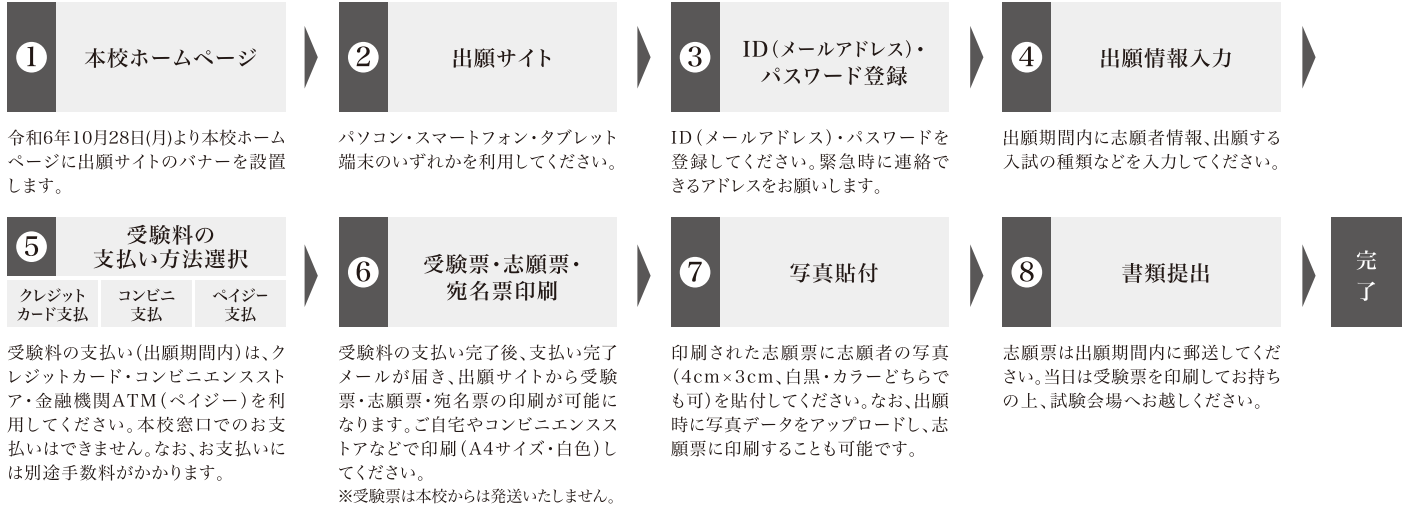 ❶ 本校ホームページ
令和6年10月28日(月)より本校ホーム
ページに出願サイトのバナーを設置
します。
❷ 出願サイト
パソコン・スマートフォン・タブレット
端末のいずれかを利用してください。
❸ ID（メールアドレス）・
パスワード登録
ID（メールアドレス）・パスワードを
登録してください。緊急時に連絡で
きるアドレスをお願いします。
❹ 出願情報入力
出願期間内に志願者情報、出願する
入試の種類などを入力してください。
❺ 受験料の
支払い方法選択
クレジット
カード支払
コンビニ
支払
ペイジー
支払
受験料の支払い（出願期間内）は、ク
レジットカード・コンビニエンススト
ア・金融機関ATM（ペイジー）を利
用してください。本校窓口でのお支
払いはできません。なお、お支払いに
は別途手数料がかかります。
❻ 受験票・志願票・
宛名票印刷
受験料の支払い完了後、支払い完了
メールが届き、出願サイトから受験
票・志願票・宛名票の印刷が可能に
なります。ご自宅やコンビニエンスス
トアなどで印刷（A4サイズ・白色）し
てください。
※受験票は本校からは発送いたしません。
❼ 写真貼付
印刷された志願票に志願者の写真
（4cm×3cm、白黒・カラーどちらで
も可）を貼付してください。なお、出願
時に写真データをアップロードし、志
願票に印刷することも可能です。
❽ 書類提出
志願票は出願期間内に郵送してくだ
さい。当日は受験票を印刷してお持ち
の上、試験会場へお越しください。
完了